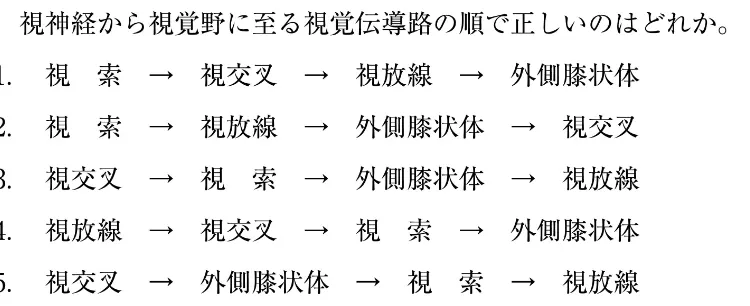 視神経から視覚野に至る視覚伝導路の順で正しいのはどれか。
1. 視 索 → 視交叉 → 視放線 → 外側膝状体
2. 視 索 → 視放線 → 外側膝状体 → 視交叉
3. 視交叉 → 視 索 → 外側膝状体 → 視放線
4. 視放線 → 視交叉 → 視 索 → 外側膝状体
5. 視交叉 → 外側膝状体 → 視 索 → 視放線